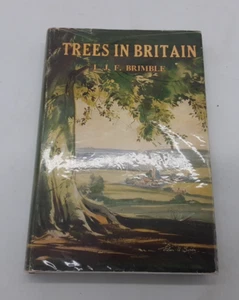 TREES IN BRITAIN
L. J. F. BRIMBLE